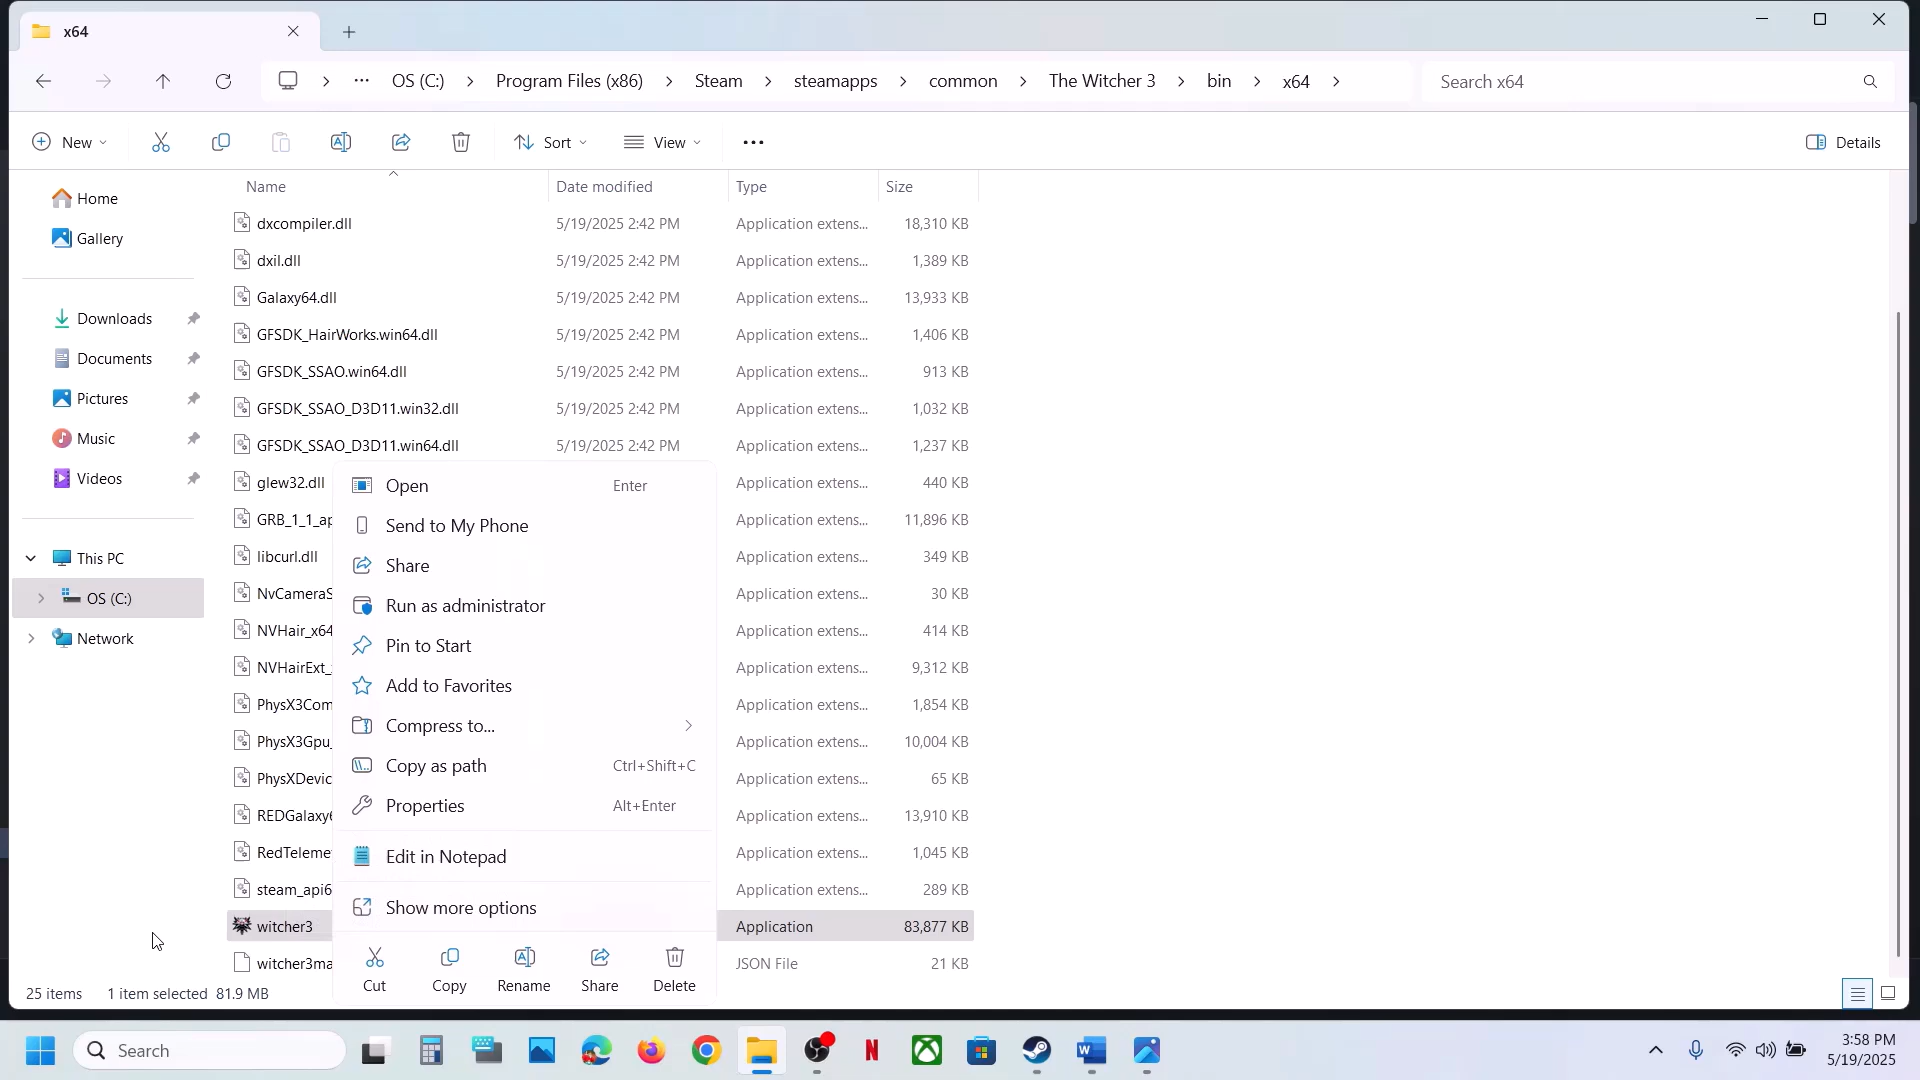 x64
OS (C:)
Program Files (x86)
Steam
steamapps
common
The Witcher 3
bin
x64
Search x64
New
Sort
View
Details
Home
Gallery
Downloads
Documents
Pictures
Music
Videos
This PC
OS (C:)
Network
Name Date modified Type Size
dxcompiler.dll 5/19/2025 2:42 PM Application extens... 18,310 KB
dxil.dll 5/19/2025 2:42 PM Application extens... 1,389 KB
Galaxy64.dll 5/19/2025 2:42 PM Application extens... 13,933 KB
GFSDK_HairWorks.win64.dll 5/19/2025 2:42 PM Application extens... 1,406 KB
GFSDK_SSAO.win64.dll 5/19/2025 2:42 PM Application extens... 913 KB
GFSDK_SSAO_D3D11.win32.dll 5/19/2025 2:42 PM Application extens... 1,032 KB
GFSDK_SSAO_D3D11.win64.dll 5/19/2025 2:42 PM Application extens... 1,237 KB
glew32.dll Application extens... 440 KB
GRB_1_1_ap Application extens... 11,896 KB
libcurl.dll Application extens... 349 KB
NvCameraS Application extens... 30 KB
NVHair_x64 Application extens... 414 KB
NVHairExt_ Application extens... 9,312 KB
PhysX3Com Application extens... 1,854 KB
PhysX3Gpu_ Application extens... 10,004 KB
PhysXDevic Application extens... 65 KB
REDGalaxy6 Application extens... 13,910 KB
RedTeleme Application extens... 1,045 KB
steam_api6 Application extens... 289 KB
witcher3 Application 83,877 KB
witcher3ma JSON File 21 KB
Open Enter
Send to My Phone
Share
Run as administrator
Pin to Start
Add to Favorites
Compress to...
Copy as path Ctrl+Shift+C
Properties Alt+Enter
Edit in Notepad
Show more options
Cut Copy Rename Share Delete
25 items 1 item selected 81.9 MB
Search
3:58 PM
5/19/2025